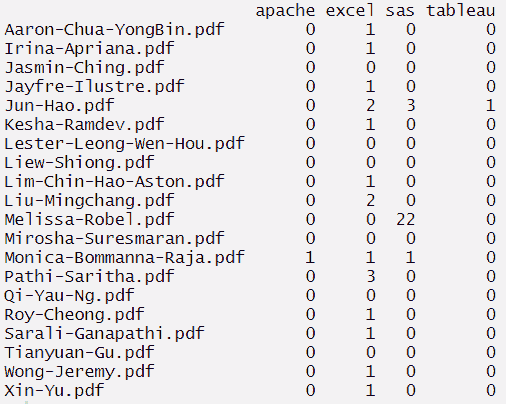 apache excel sas tableau
Aaron-Chua-YongBin.pdf 0 1 0 0
Irina-Apriana.pdf 0 1 0 0
Jasmin-Ching.pdf 0 0 0 0
Jayfre-Ilustre.pdf 0 1 0 0
Jun-Hao.pdf 0 2 3 1
Kesha-Ramdev.pdf 0 1 0 0
Lester-Leong-Wen-Hou.pdf 0 0 0 0
Liew-Shiong.pdf 0 0 0 0
Lim-Chin-Hao-Aston.pdf 0 1 0 0
Liu-Mingchang.pdf 0 2 0 0
Melissa-Robel.pdf 0 0 22 0
Mirosha-Suresmaran.pdf 0 0 0 0
Monica-Bommanna-Raja.pdf 1 1 1 0
Pathi-Saritha.pdf 0 3 0 0
Qi-Yau-Ng.pdf 0 0 0 0
Roy-Cheong.pdf 0 1 0 0
Sarali-Ganapathi.pdf 0 1 0 0
Tianyuan-Gu.pdf 0 0 0 0
Wong-Jeremy.pdf 0 1 0 0
Xin-Yu.pdf 0 1 0 0